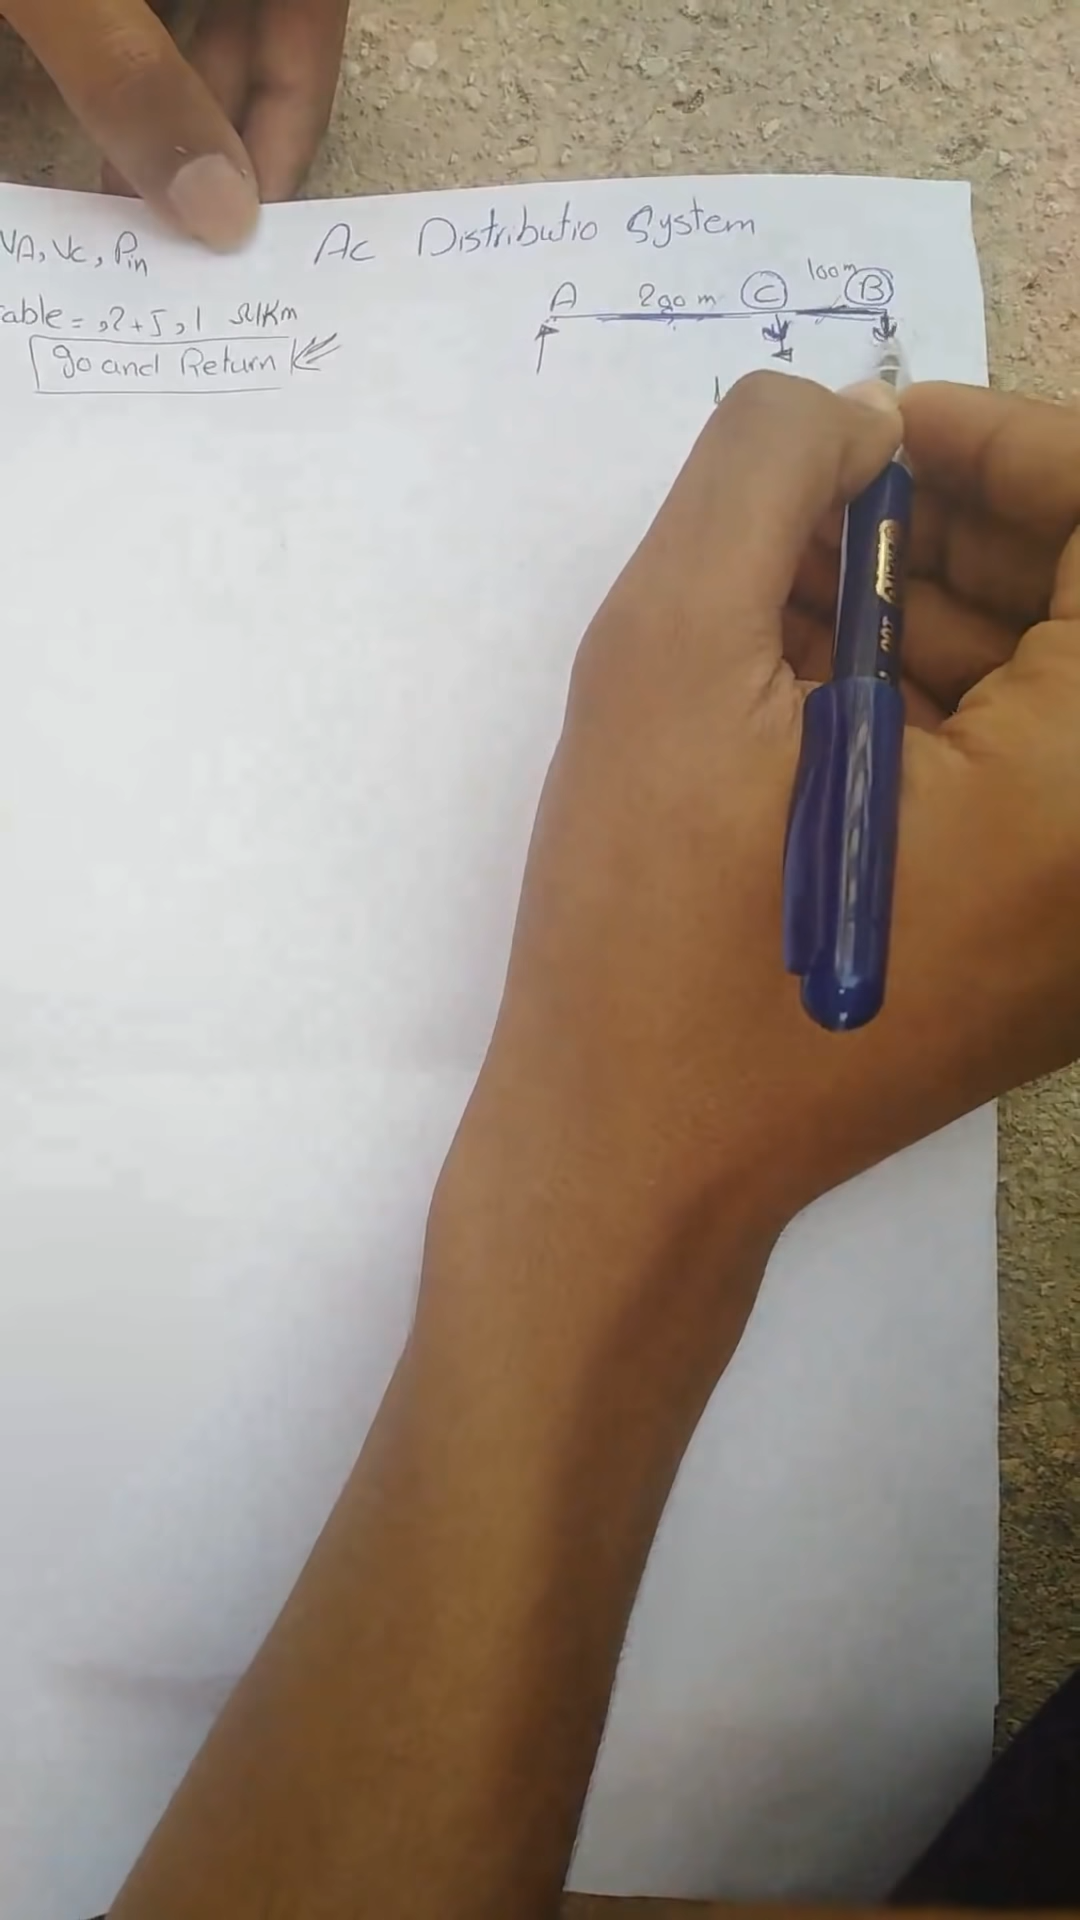 Ac Distributio System
VA, Vc, Pin
able = ,2 + J ,1 Ω/Km
go and Return
100m
A 200 m C B